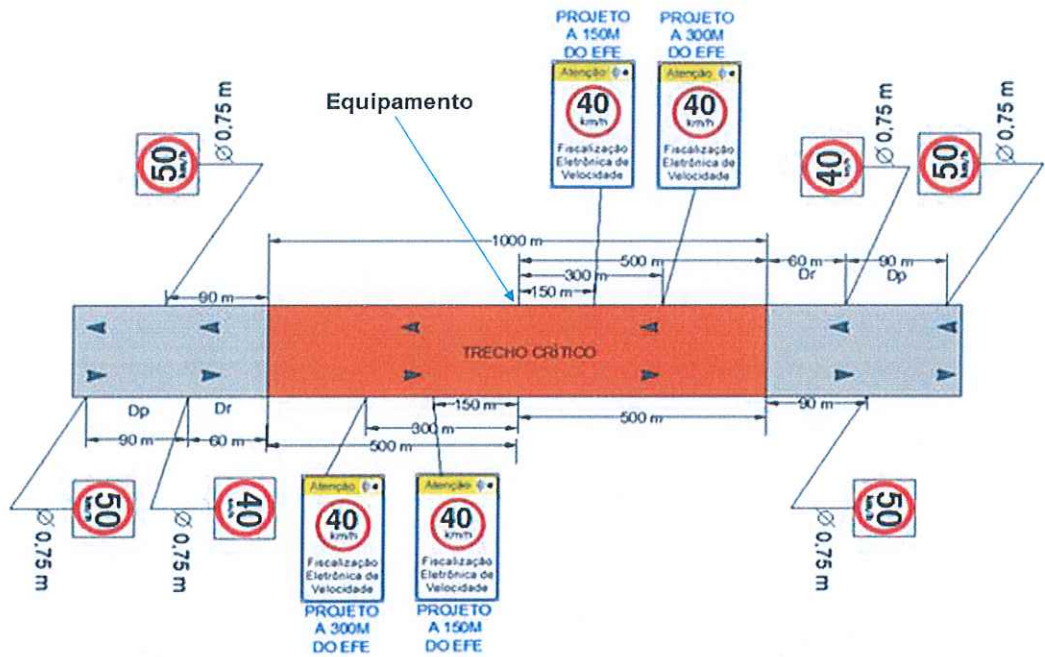 PROJETO
A 150M
DO EFE
PROJETO
A 300M
DO EFE
Atenção
40
km/h
Fiscalização
Eletrônica de
Velocidade
Atenção
40
km/h
Fiscalização
Eletrônica de
Velocidade
Equipamento
50
km/h
Ø 0,75 m
40
km/h
Ø 0,75 m
50
km/h
Ø 0,75 m
1000 m
500 m
60 m
90 m
300 m
Dr
Dp
150 m
90 m
TRECHO CRÍTICO
Dp
Dr
150 m
90 m
90 m
60 m
300 m
500 m
500 m
50
km/h
Ø 0,75 m
40
km/h
Ø 0,75 m
Atenção
40
km/h
Fiscalização
Eletrônica de
Velocidade
PROJETO
A 300M
DO EFE
Atenção
40
km/h
Fiscalização
Eletrônica de
Velocidade
PROJETO
A 150M
DO EFE
50
km/h
Ø 0,75 m